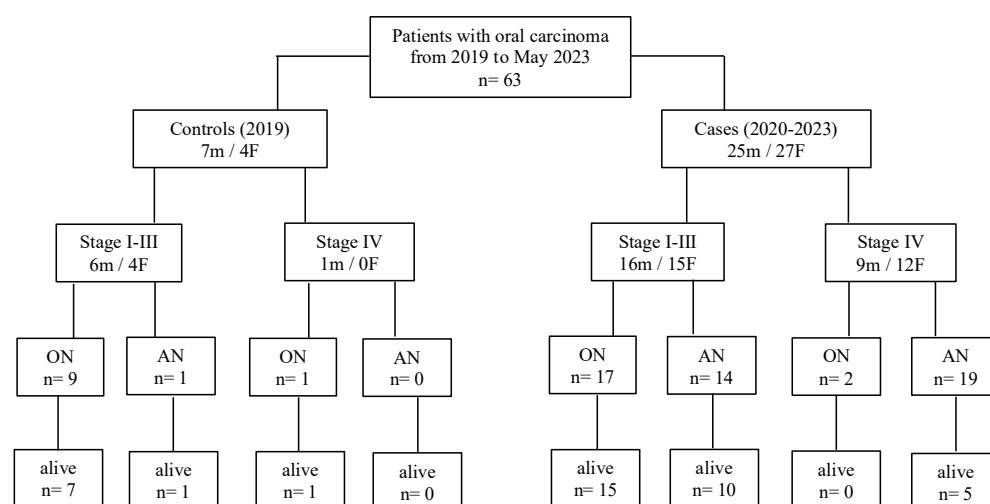 Patients with oral carcinoma
from 2019 to May 2023
n= 63
Controls (2019)
7m / 4F
Cases (2020-2023)
25m / 27F
Stage I-III
6m / 4F
Stage IV
1m / 0F
Stage I-III
16m / 15F
Stage IV
9m / 12F
ON
n= 9
AN
n= 1
ON
n= 1
AN
n= 0
ON
n= 17
AN
n= 14
ON
n= 2
AN
n= 19
alive
n= 7
alive
n= 1
alive
n= 1
alive
n= 0
alive
n= 15
alive
n= 10
alive
n= 0
alive
n= 5